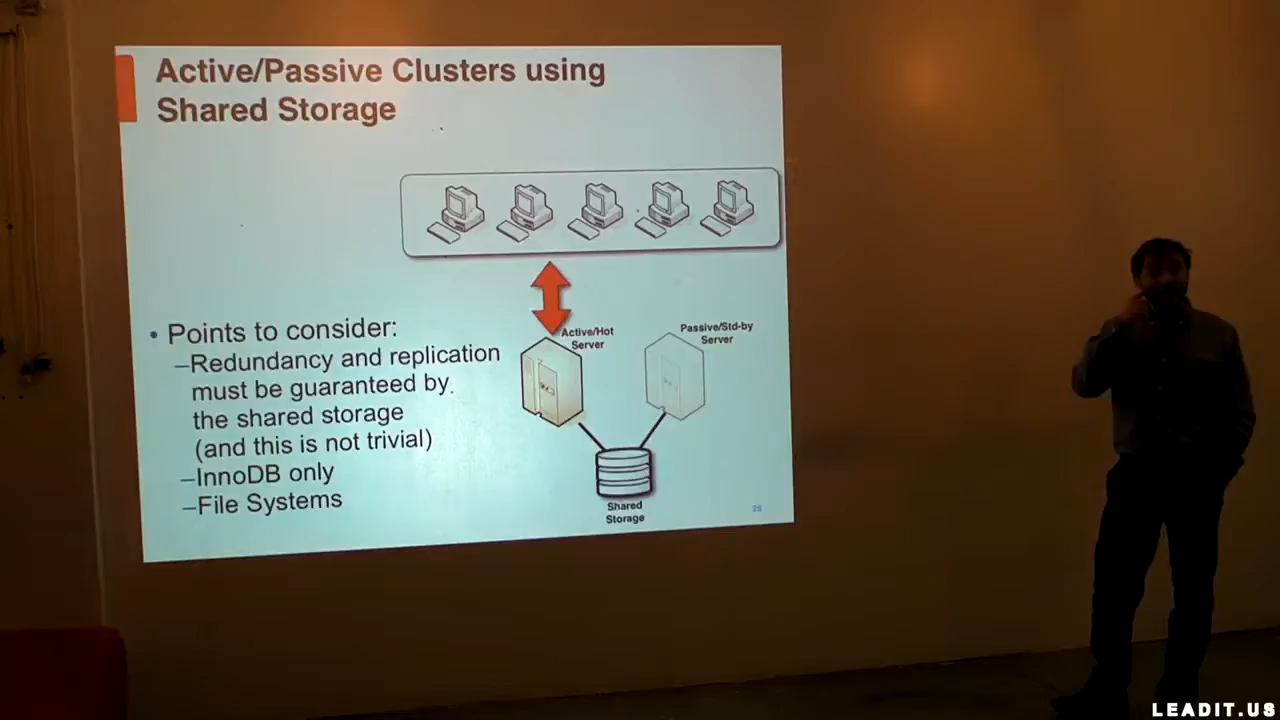 Active/Passive Clusters using
Shared Storage
• Points to consider:
–Redundancy and replication
must be guaranteed by
the shared storage
(and this is not trivial)
–InnoDB only
–File Systems
Active/Hot
Server
Passive/Std-by
Server
Shared
Storage
28
LEADIT.US